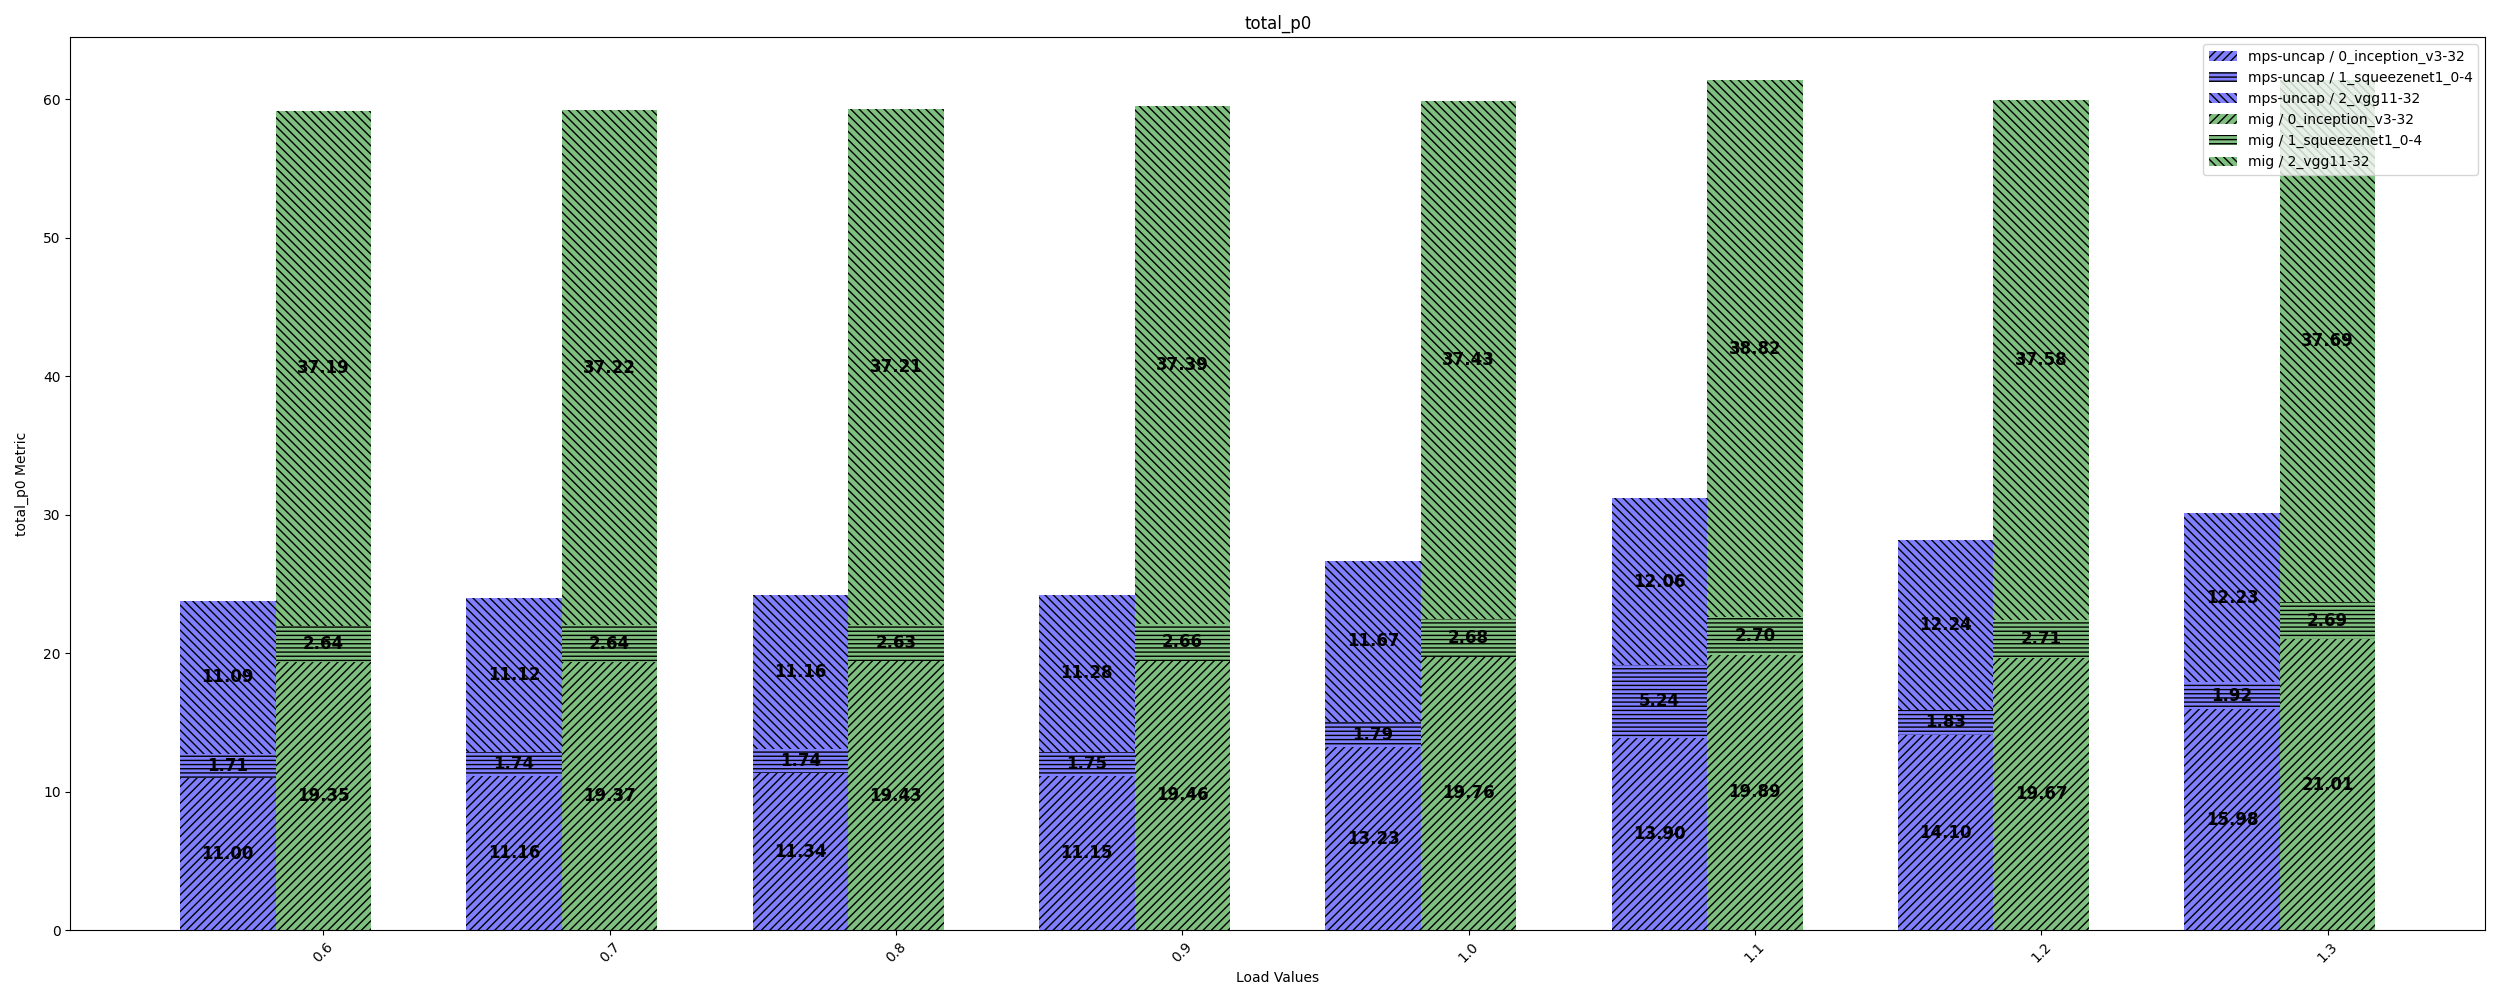 total_p0
mps-uncap / 0_inception_v3-32
mps-uncap / 1_squeezenet1_0-4
mps-uncap / 2_vgg11-32
mig / 0_inception_v3-32
mig / 1_squeezenet1_0-4
mig / 2_vgg11-32
total_p0 Metric
60
50
40
30
20
10
0
37.19 37.22 37.21 37.39 37.43 38.82 37.58 37.69
11.09 11.12 11.16 11.28 11.67 12.06 12.24 12.23
2.64 2.64 2.63 2.66 2.68 2.70 2.71 2.69
1.71 1.74 1.74 1.75 1.79 5.24 1.83 1.92
19.35 19.37 19.43 19.46 19.76 19.89 19.67 21.01
11.00 11.16 11.34 11.15 13.23 13.90 14.10 15.98
0.6 0.7 0.8 0.9 1.0 1.1 1.2 1.3
Load Values